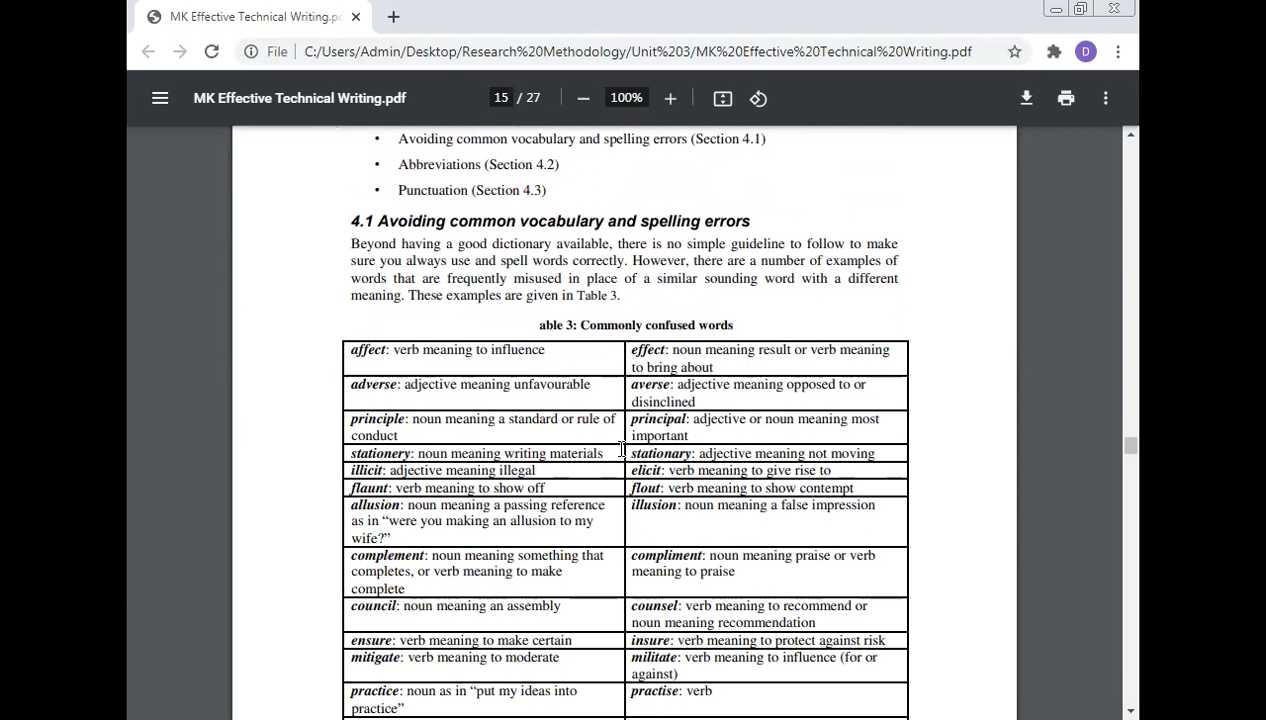 MK Effective Technical Writing.pd
File
C:/Users/Admin/Desktop/Research%20Methodology/Unit%203/MK%20Effective%20Technical%20Writing.pdf
D
MK Effective Technical Writing.pdf
15 / 27
100%
• Avoiding common vocabulary and spelling errors (Section 4.1)
• Abbreviations (Section 4.2)
• Punctuation (Section 4.3)
4.1 Avoiding common vocabulary and spelling errors
Beyond having a good dictionary available, there is no simple guideline to follow to make
sure you always use and spell words correctly. However, there are a number of examples of
words that are frequently misused in place of a similar sounding word with a different
meaning. These examples are given in Table 3.
able 3: Commonly confused words
affect: verb meaning to influence
effect: noun meaning result or verb meaning
to bring about
adverse: adjective meaning unfavourable
averse: adjective meaning opposed to or
disinclined
principle: noun meaning a standard or rule of
conduct
principal: adjective or noun meaning most
important
stationery: noun meaning writing materials
stationary: adjective meaning not moving
illicit: adjective meaning illegal
elicit: verb meaning to give rise to
flaunt: verb meaning to show off
flout: verb meaning to show contempt
allusion: noun meaning a passing reference
as in “were you making an allusion to my
wife?”
illusion: noun meaning a false impression
complement: noun meaning something that
completes, or verb meaning to make
complete
compliment: noun meaning praise or verb
meaning to praise
council: noun meaning an assembly
counsel: verb meaning to recommend or
noun meaning recommendation
ensure: verb meaning to make certain
insure: verb meaning to protect against risk
mitigate: verb meaning to moderate
militate: verb meaning to influence (for or
against)
practice: noun as in “put my ideas into
practice”
practise: verb